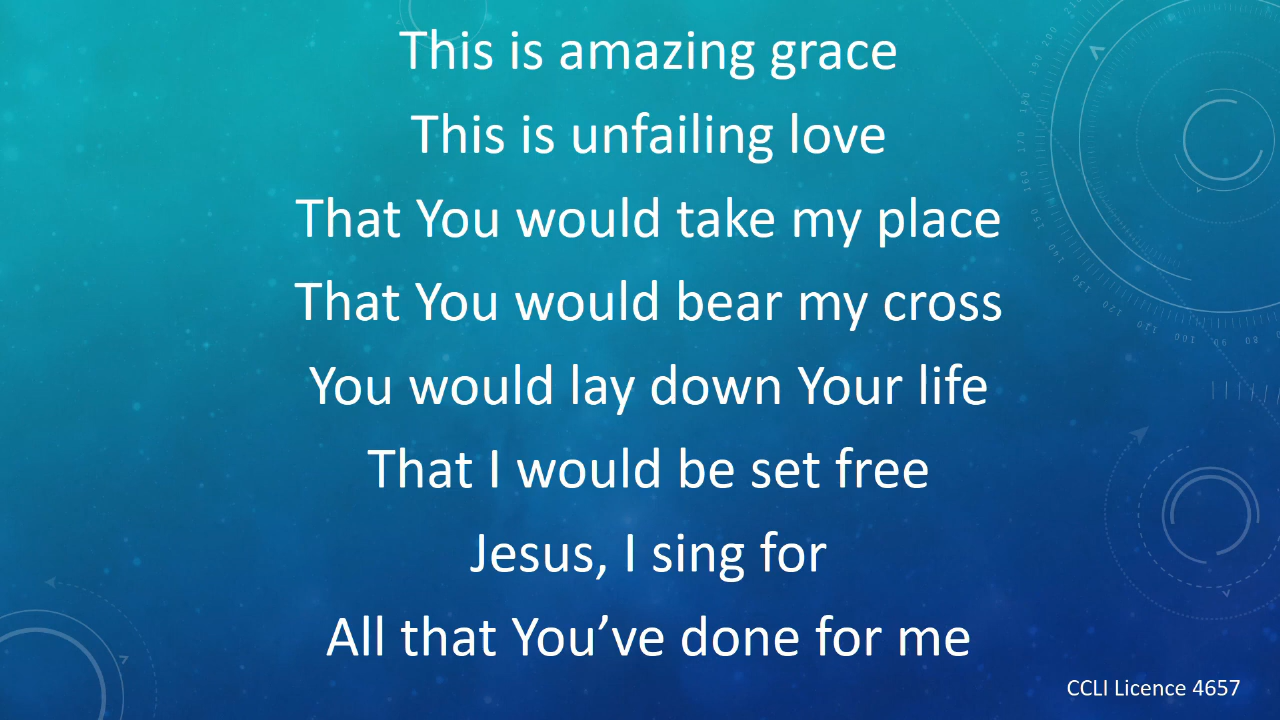 This is amazing grace
This is unfailing love
That You would take my place
That You would bear my cross
You would lay down Your life
That I would be set free
Jesus, I sing for
All that You’ve done for me
CCLI Licence 4657